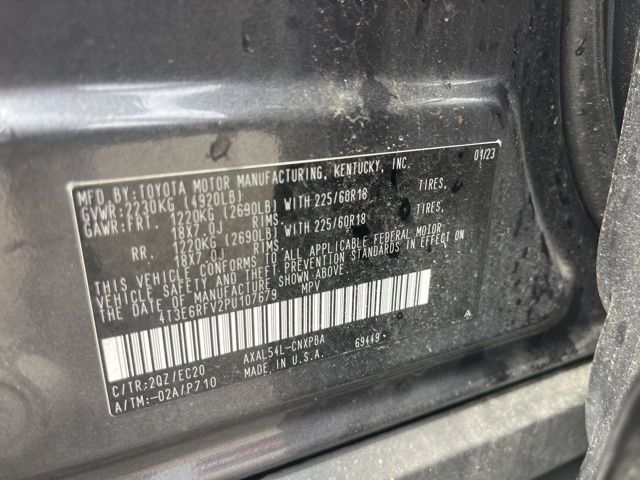 MFD.BY:TOYOTA MOTOR MANUFACTURING, KENTUCKY, INC. 01/23
GVWR:2230KG (4920LB)
GAWR:FRT. 1220KG (2690LB) WITH 225/60R18 TIRES,
18X7.0J RIMS
RR. 1220KG (2690LB) WITH 225/60R18 TIRES,
18X7.0J RIMS
THIS VEHICLE CONFORMS TO ALL APPLICABLE FEDERAL MOTOR
VEHICLE SAFETY AND THEFT PREVENTION STANDARDS IN EFFECT ON
THE DATE OF MANUFACTURE SHOWN ABOVE.
4T3E6RFV2PU107679 MPV
A
C/TR:2QZ/EC20 AXAL54L-CNXPBA 69449-
A/TM:-02A/P710 MADE IN U.S.A.